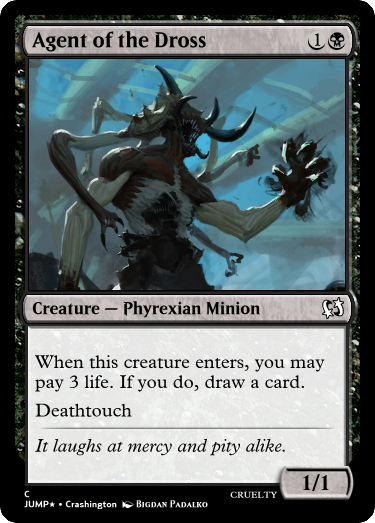 Agent of the Dross 1
Creature — Phyrexian Minion
When this creature enters, you may
pay 3 life. If you do, draw a card.
Deathtouch
It laughs at mercy and pity alike.
1/1
C
JUMP★ • Crashington Bigdan Padalko
CRUELTY